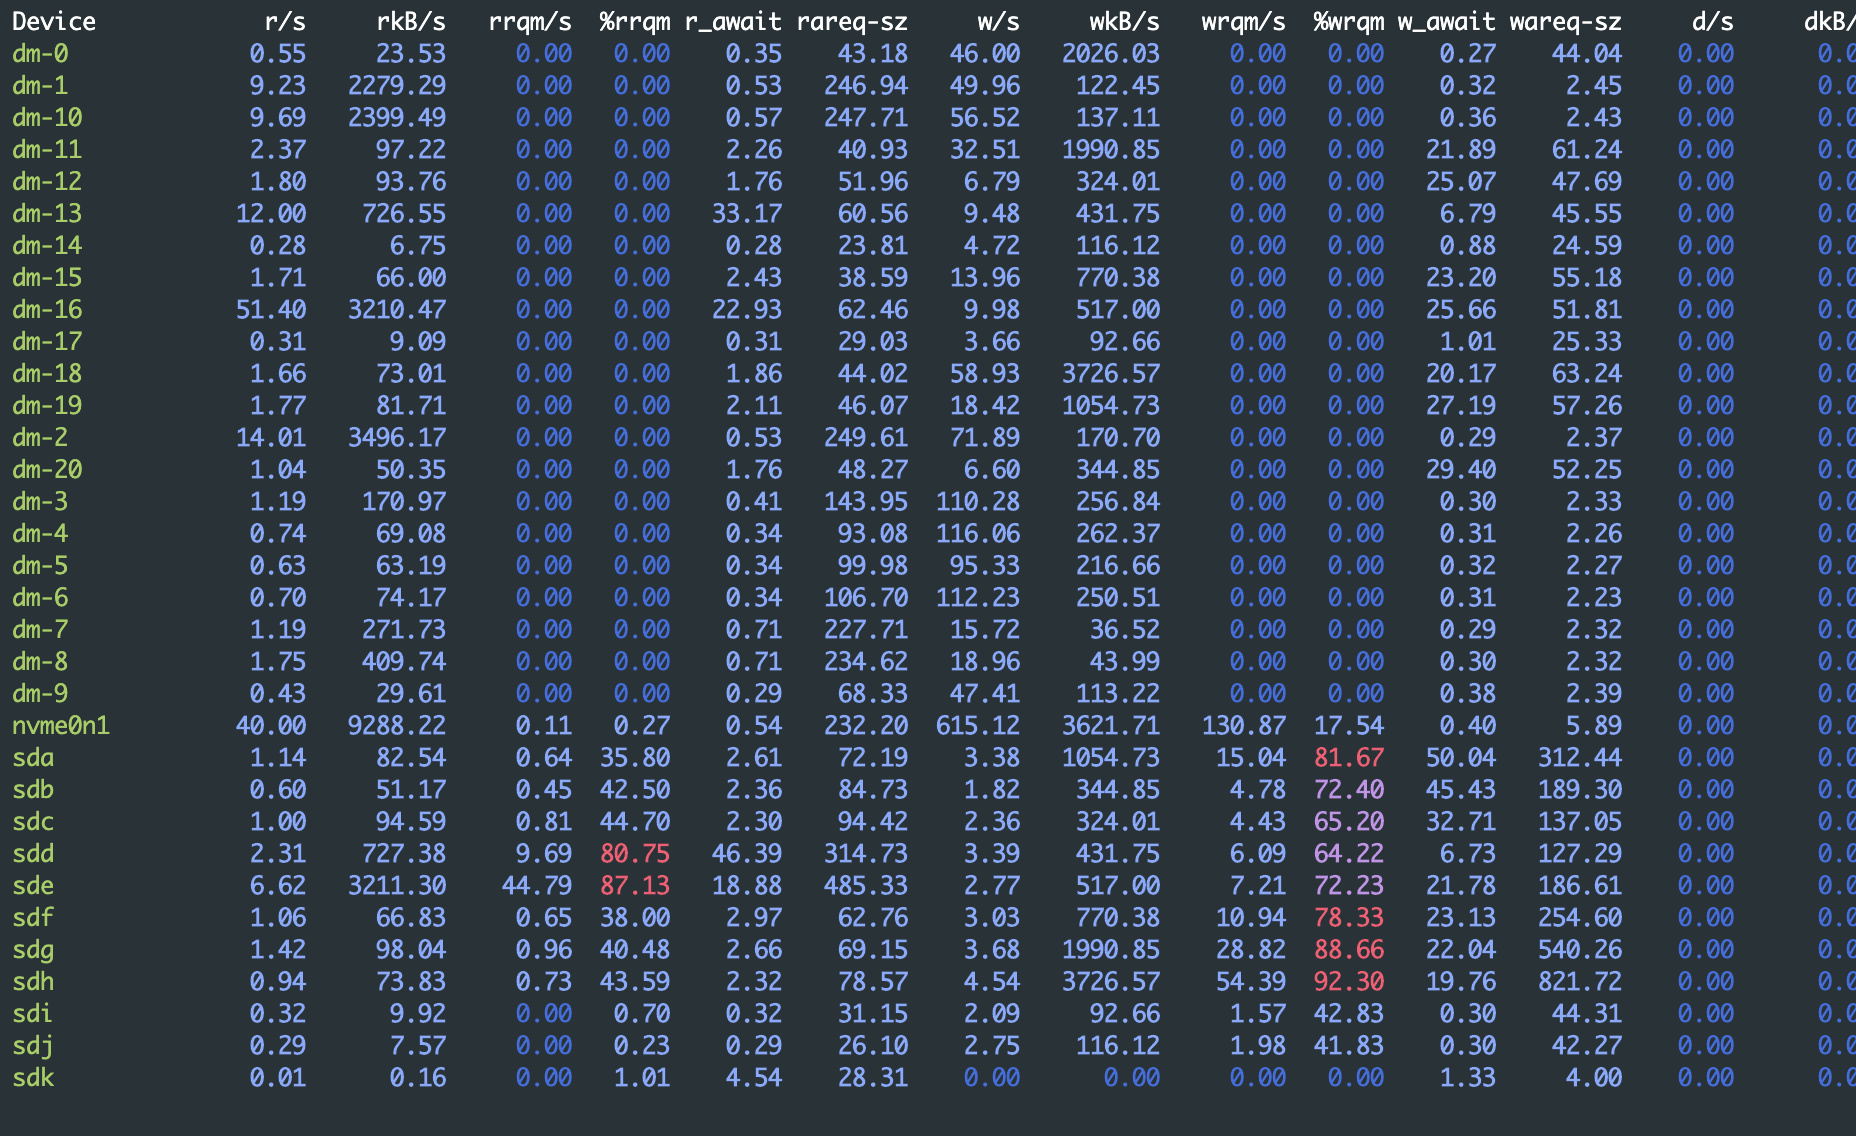 Device r/s rkB/s rrqm/s %rrqm r_await rareq-sz w/s wkB/s wrqm/s %wrqm w_await wareq-sz d/s dkB/
dm-0 0.55 23.53 0.00 0.00 0.35 43.18 46.00 2026.03 0.00 0.00 0.27 44.04 0.00 0.0
dm-1 9.23 2279.29 0.00 0.00 0.53 246.94 49.96 122.45 0.00 0.00 0.32 2.45 0.00 0.0
dm-10 9.69 2399.49 0.00 0.00 0.57 247.71 56.52 137.11 0.00 0.00 0.36 2.43 0.00 0.0
dm-11 2.37 97.22 0.00 0.00 2.26 40.93 32.51 1990.85 0.00 0.00 21.89 61.24 0.00 0.0
dm-12 1.80 93.76 0.00 0.00 1.76 51.96 6.79 324.01 0.00 0.00 25.07 47.69 0.00 0.0
dm-13 12.00 726.55 0.00 0.00 33.17 60.56 9.48 431.75 0.00 0.00 6.79 45.55 0.00 0.0
dm-14 0.28 6.75 0.00 0.00 0.28 23.81 4.72 116.12 0.00 0.00 0.88 24.59 0.00 0.0
dm-15 1.71 66.00 0.00 0.00 2.43 38.59 13.96 770.38 0.00 0.00 23.20 55.18 0.00 0.0
dm-16 51.40 3210.47 0.00 0.00 22.93 62.46 9.98 517.00 0.00 0.00 25.66 51.81 0.00 0.0
dm-17 0.31 9.09 0.00 0.00 0.31 29.03 3.66 92.66 0.00 0.00 1.01 25.33 0.00 0.0
dm-18 1.66 73.01 0.00 0.00 1.86 44.02 58.93 3726.57 0.00 0.00 20.17 63.24 0.00 0.0
dm-19 1.77 81.71 0.00 0.00 2.11 46.07 18.42 1054.73 0.00 0.00 27.19 57.26 0.00 0.0
dm-2 14.01 3496.17 0.00 0.00 0.53 249.61 71.89 170.70 0.00 0.00 0.29 2.37 0.00 0.0
dm-20 1.04 50.35 0.00 0.00 1.76 48.27 6.60 344.85 0.00 0.00 29.40 52.25 0.00 0.0
dm-3 1.19 170.97 0.00 0.00 0.41 143.95 110.28 256.84 0.00 0.00 0.30 2.33 0.00 0.0
dm-4 0.74 69.08 0.00 0.00 0.34 93.08 116.06 262.37 0.00 0.00 0.31 2.26 0.00 0.0
dm-5 0.63 63.19 0.00 0.00 0.34 99.98 95.33 216.66 0.00 0.00 0.32 2.27 0.00 0.0
dm-6 0.70 74.17 0.00 0.00 0.34 106.70 112.23 250.51 0.00 0.00 0.31 2.23 0.00 0.0
dm-7 1.19 271.73 0.00 0.00 0.71 227.71 15.72 36.52 0.00 0.00 0.29 2.32 0.00 0.0
dm-8 1.75 409.74 0.00 0.00 0.71 234.62 18.96 43.99 0.00 0.00 0.30 2.32 0.00 0.0
dm-9 0.43 29.61 0.00 0.00 0.29 68.33 47.41 113.22 0.00 0.00 0.38 2.39 0.00 0.0
nvme0n1 40.00 9288.22 0.11 0.27 0.54 232.20 615.12 3621.71 130.87 17.54 0.40 5.89 0.00 0.0
sda 1.14 82.54 0.64 35.80 2.61 72.19 3.38 1054.73 15.04 81.67 50.04 312.44 0.00 0.0
sdb 0.60 51.17 0.45 42.50 2.36 84.73 1.82 344.85 4.78 72.40 45.43 189.30 0.00 0.0
sdc 1.00 94.59 0.81 44.70 2.30 94.42 2.36 324.01 4.43 65.20 32.71 137.05 0.00 0.0
sdd 2.31 727.38 9.69 80.75 46.39 314.73 3.39 431.75 6.09 64.22 6.73 127.29 0.00 0.0
sde 6.62 3211.30 44.79 87.13 18.88 485.33 2.77 517.00 7.21 72.23 21.78 186.61 0.00 0.0
sdf 1.06 66.83 0.65 38.00 2.97 62.76 3.03 770.38 10.94 78.33 23.13 254.60 0.00 0.0
sdg 1.42 98.04 0.96 40.48 2.66 69.15 3.68 1990.85 28.82 88.66 22.04 540.26 0.00 0.0
sdh 0.94 73.83 0.73 43.59 2.32 78.57 4.54 3726.57 54.39 92.30 19.76 821.72 0.00 0.0
sdi 0.32 9.92 0.00 0.70 0.32 31.15 2.09 92.66 1.57 42.83 0.30 44.31 0.00 0.0
sdj 0.29 7.57 0.00 0.23 0.29 26.10 2.75 116.12 1.98 41.83 0.30 42.27 0.00 0.0
sdk 0.01 0.16 0.00 1.01 4.54 28.31 0.00 0.00 0.00 0.00 1.33 4.00 0.00 0.0